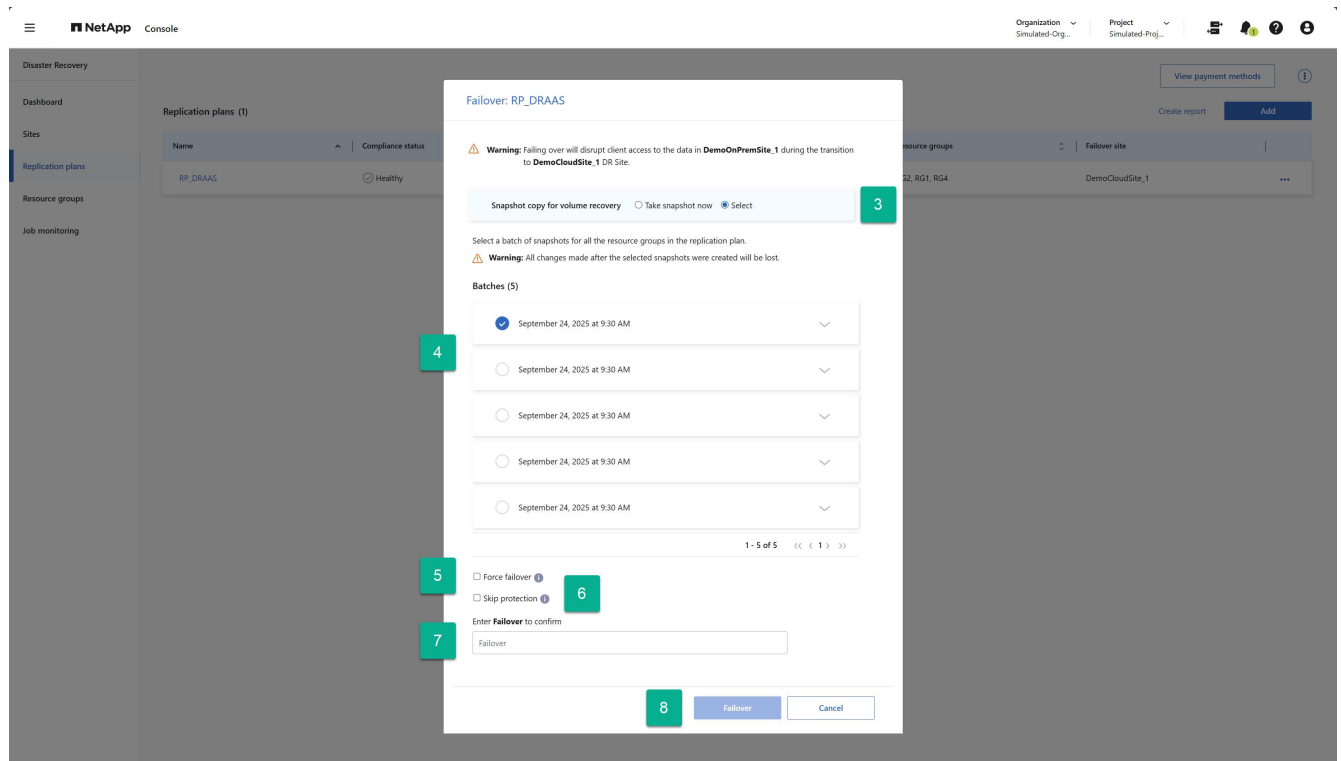 NetApp Console
Organization
Simulated-Org...
Project
Simulated-Proj...
1
Disaster Recovery
Dashboard
Sites
Replication plans
Resource groups
Job monitoring
View payment methods
Replication plans (1)
Create report
Add
Name
Compliance status
esource groups
Failover site
RP_DRAAS
Healthy
G2, RG1, RG4
DemoCloudSite_1
Failover: RP_DRAAS
Warning: Failing over will disrupt client access to the data in DemoOnPremSite_1 during the transition
to DemoCloudSite_1 DR Site.
Snapshot copy for volume recovery Take snapshot now Select
3
Select a batch of snapshots for all the resource groups in the replication plan.
Warning: All changes made after the selected snapshots were created will be lost.
Batches (5)
September 24, 2025 at 9:30 AM
4
September 24, 2025 at 9:30 AM
September 24, 2025 at 9:30 AM
September 24, 2025 at 9:30 AM
September 24, 2025 at 9:30 AM
1 - 5 of 5 << < 1 > >>
5
Force failover
Skip protection
6
Enter Failover to confirm
7
Failover
8
Failover
Cancel